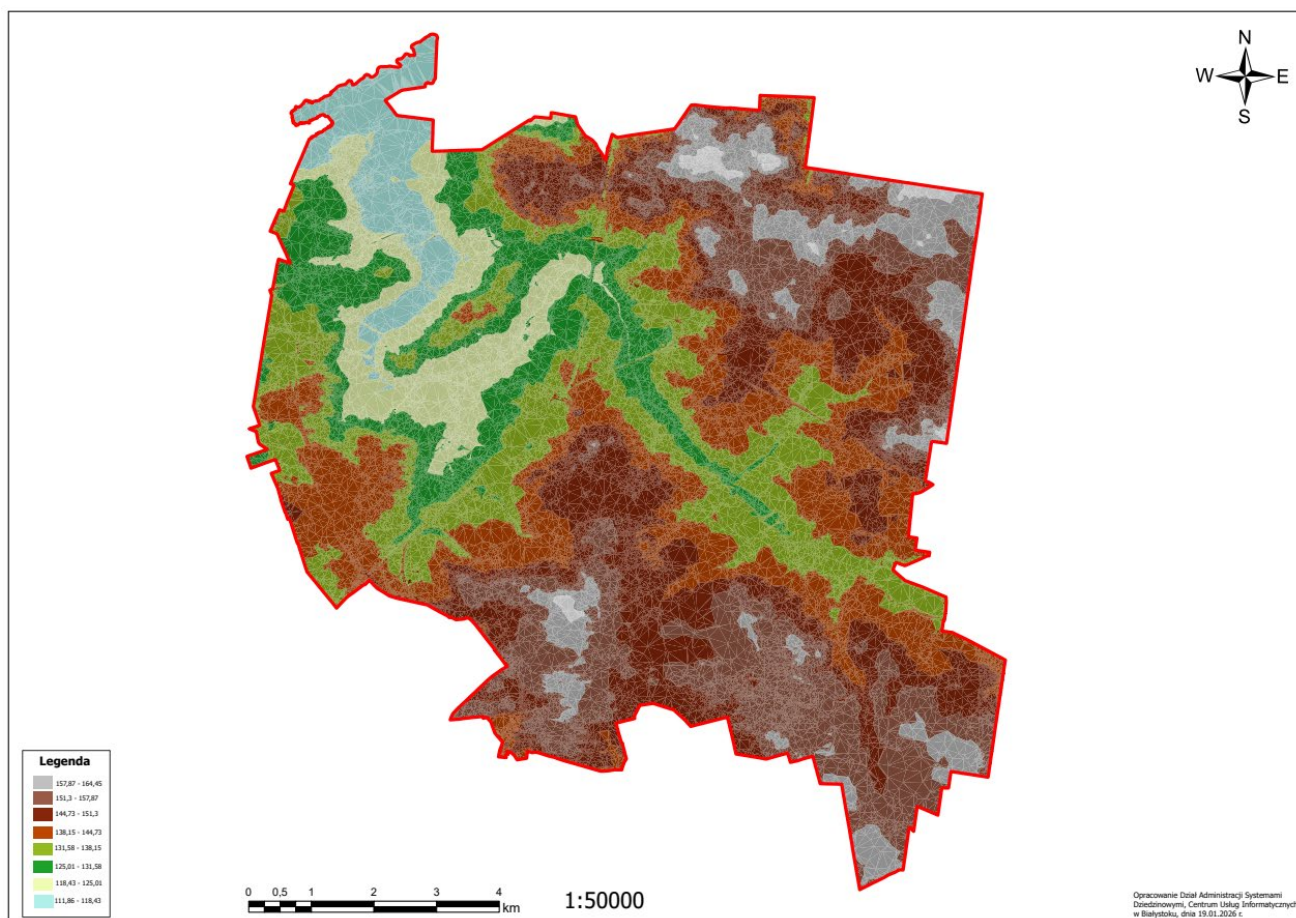 N
W E
S
Legenda
157,87 - 164,45
151,3 - 157,87
144,73 - 151,3
138,15 - 144,73
131,58 - 138,15
125,01 - 131,58
118,43 - 125,01
111,86 - 118,43
0 0,5 1 2 3 4
km
1:50000
Opracowanie Dział Administracji Systemami
Dziedzinowymi, Centrum Usług Informatycznych
w Białystoku, dnia 19.01.2026 r.